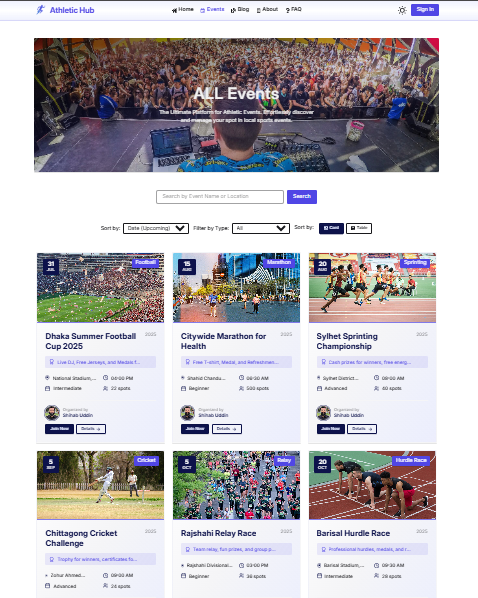 Athletic Hub
Home Events Blog About FAQ
Sign In
ALL Events
The Ultimate Platform for Athletic Events. Effortlessly discover
and manage your spot in local sports events.
Search by Event Name or Location
Search
Sort by: Date (Upcoming) Filter by Type: All Sort by: Card Table
31
JUL
Football
Dhaka Summer Football
Cup 2025
2025
Live DJ, Free Jerseys, and Medals f...
National Stadium,... 04:00 PM
Intermediate 22 spots
Organized by
Shihab Uddin
Join Now Details →
15
AUG
Marathon
Citywide Marathon for
Health
2025
Free T-shirt, Medal, and Refreshmen...
Shahid Chandu... 06:30 AM
Beginner 500 spots
Organized by
Shihab Uddin
Join Now Details →
20
AUG
Sprinting
Sylhet Sprinting
Championship
2025
Cash prizes for winners, free energ...
Sylhet District... 09:00 AM
Advanced 40 spots
Organized by
Shihab Uddin
Join Now Details →
5
SEP
Cricket
Chittagong Cricket
Challenge
2025
Trophy for winners, certificates fo...
Zohur Ahmed... 09:00 AM
Advanced 24 spots
5
OCT
Relay
Rajshahi Relay Race
2025
Team relay, fun prizes, and group p...
Rajshahi Divisional... 03:00 PM
Beginner 36 spots
20
OCT
Hurdle Race
Barisal Hurdle Race
2025
Professional hurdles, medals, and r...
Barisal Stadium,... 09:30 AM
Intermediate 28 spots